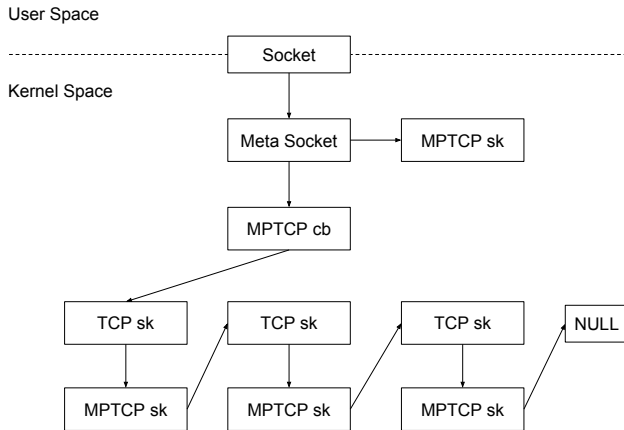 User Space
Socket
Kernel Space
Meta Socket
MPTCP sk
MPTCP cb
TCP sk
TCP sk
TCP sk
NULL
MPTCP sk
MPTCP sk
MPTCP sk